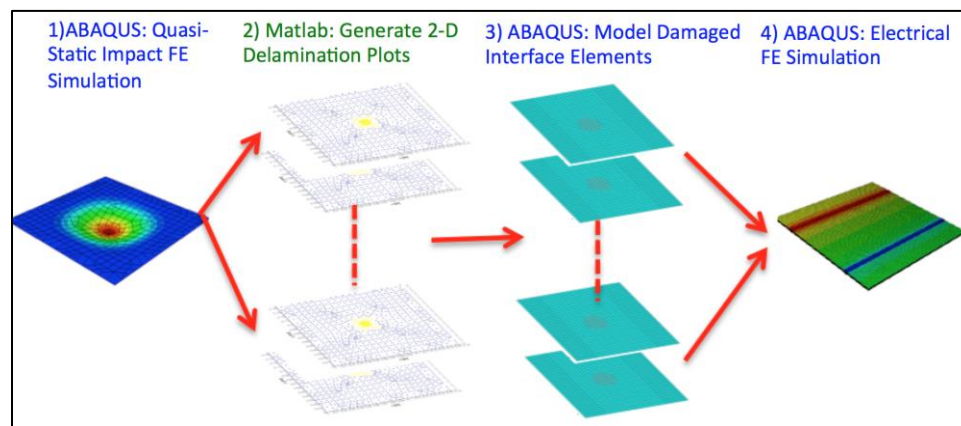 1)ABAQUS: Quasi-
Static Impact FE
Simulation
2) Matlab: Generate 2-D
Delamination Plots
3) ABAQUS: Model Damaged
Interface Elements
4) ABAQUS: Electrical
FE Simulation